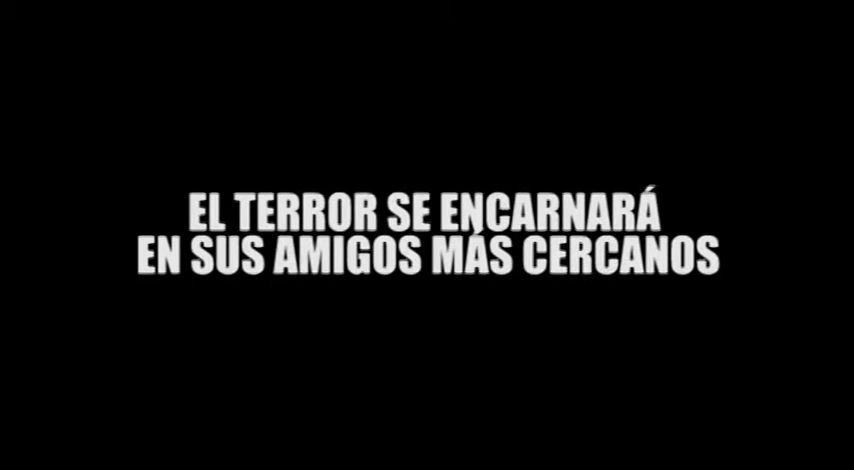 EL TERROR SE ENCARNARÁ
EN SUS AMIGOS MÁS CERCANOS